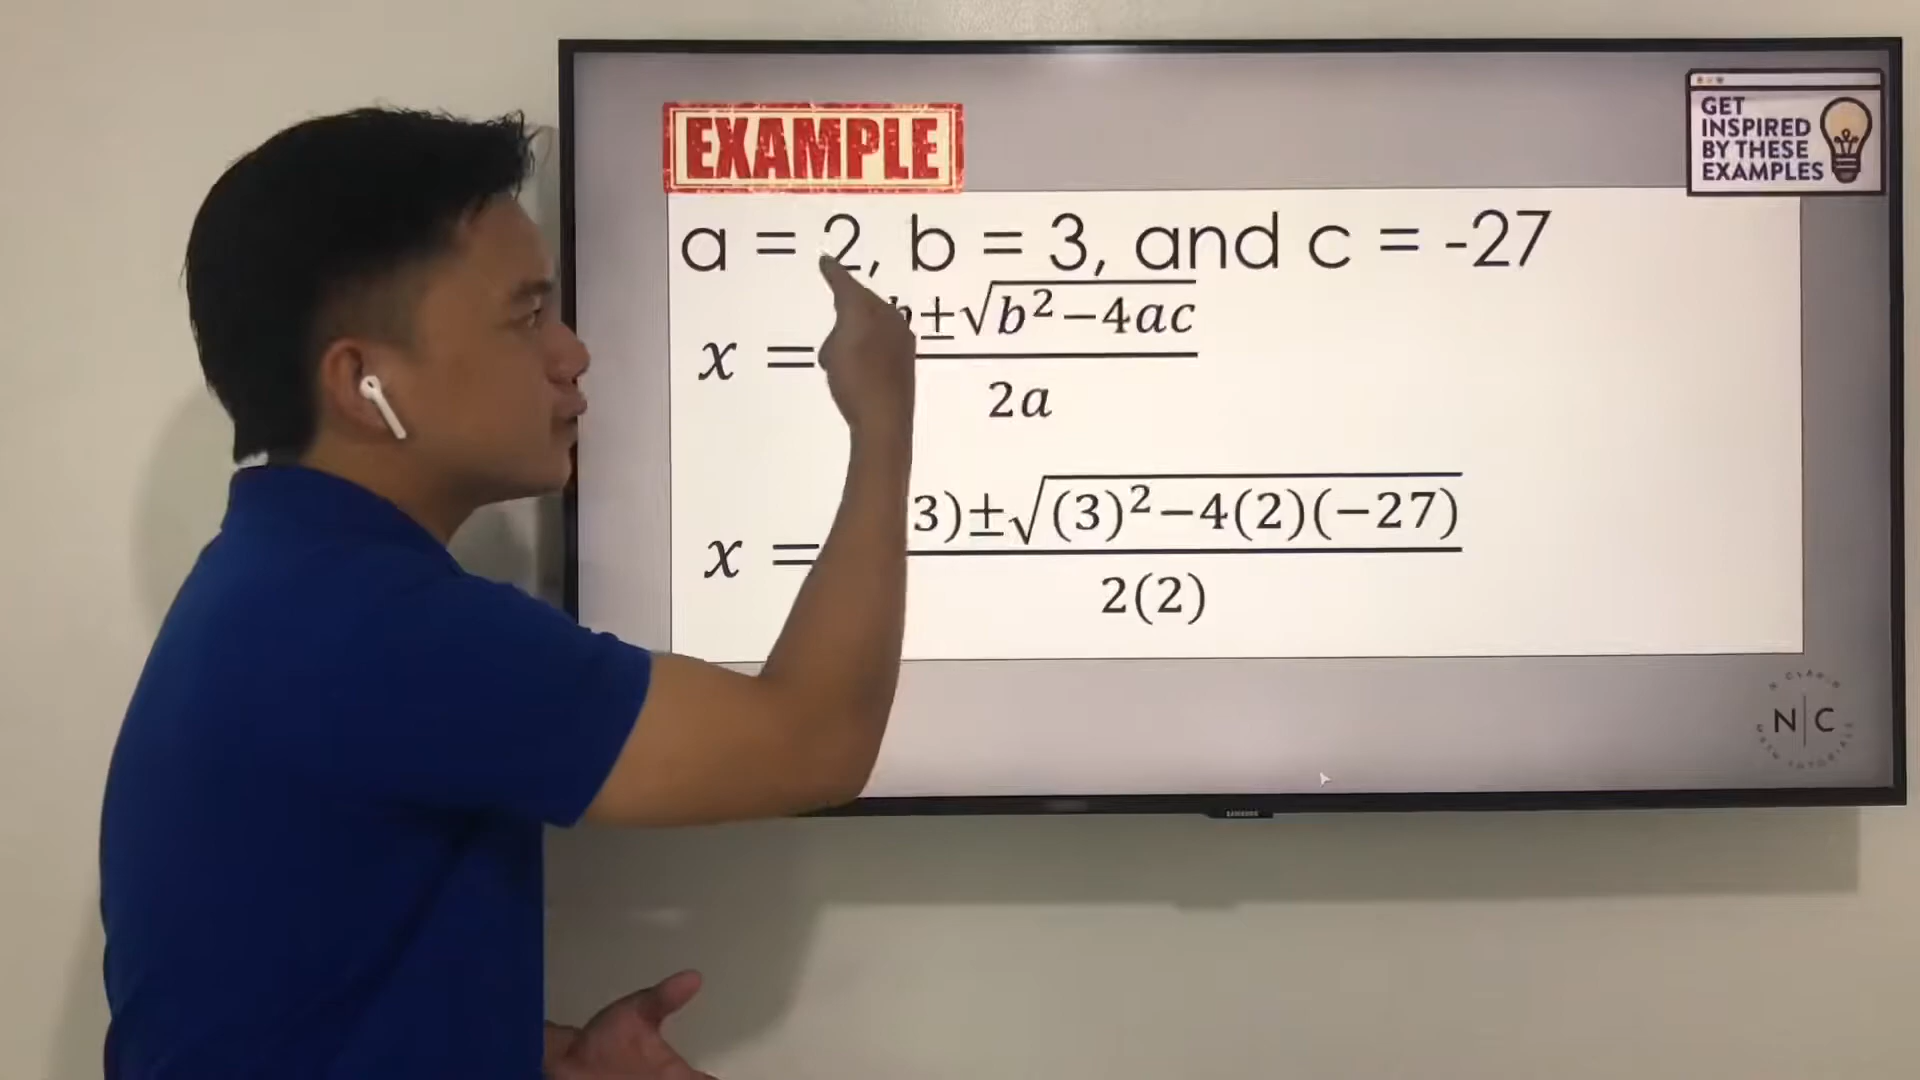 EXAMPLE
GET
INSPIRED
BY THESE
EXAMPLES
a = 2, b = 3, and c = -27
x = ±√b² −4ac
2a
x = 3)±√(3)² −4(2)(−27)
2(2)
N|C
SAMSUNG